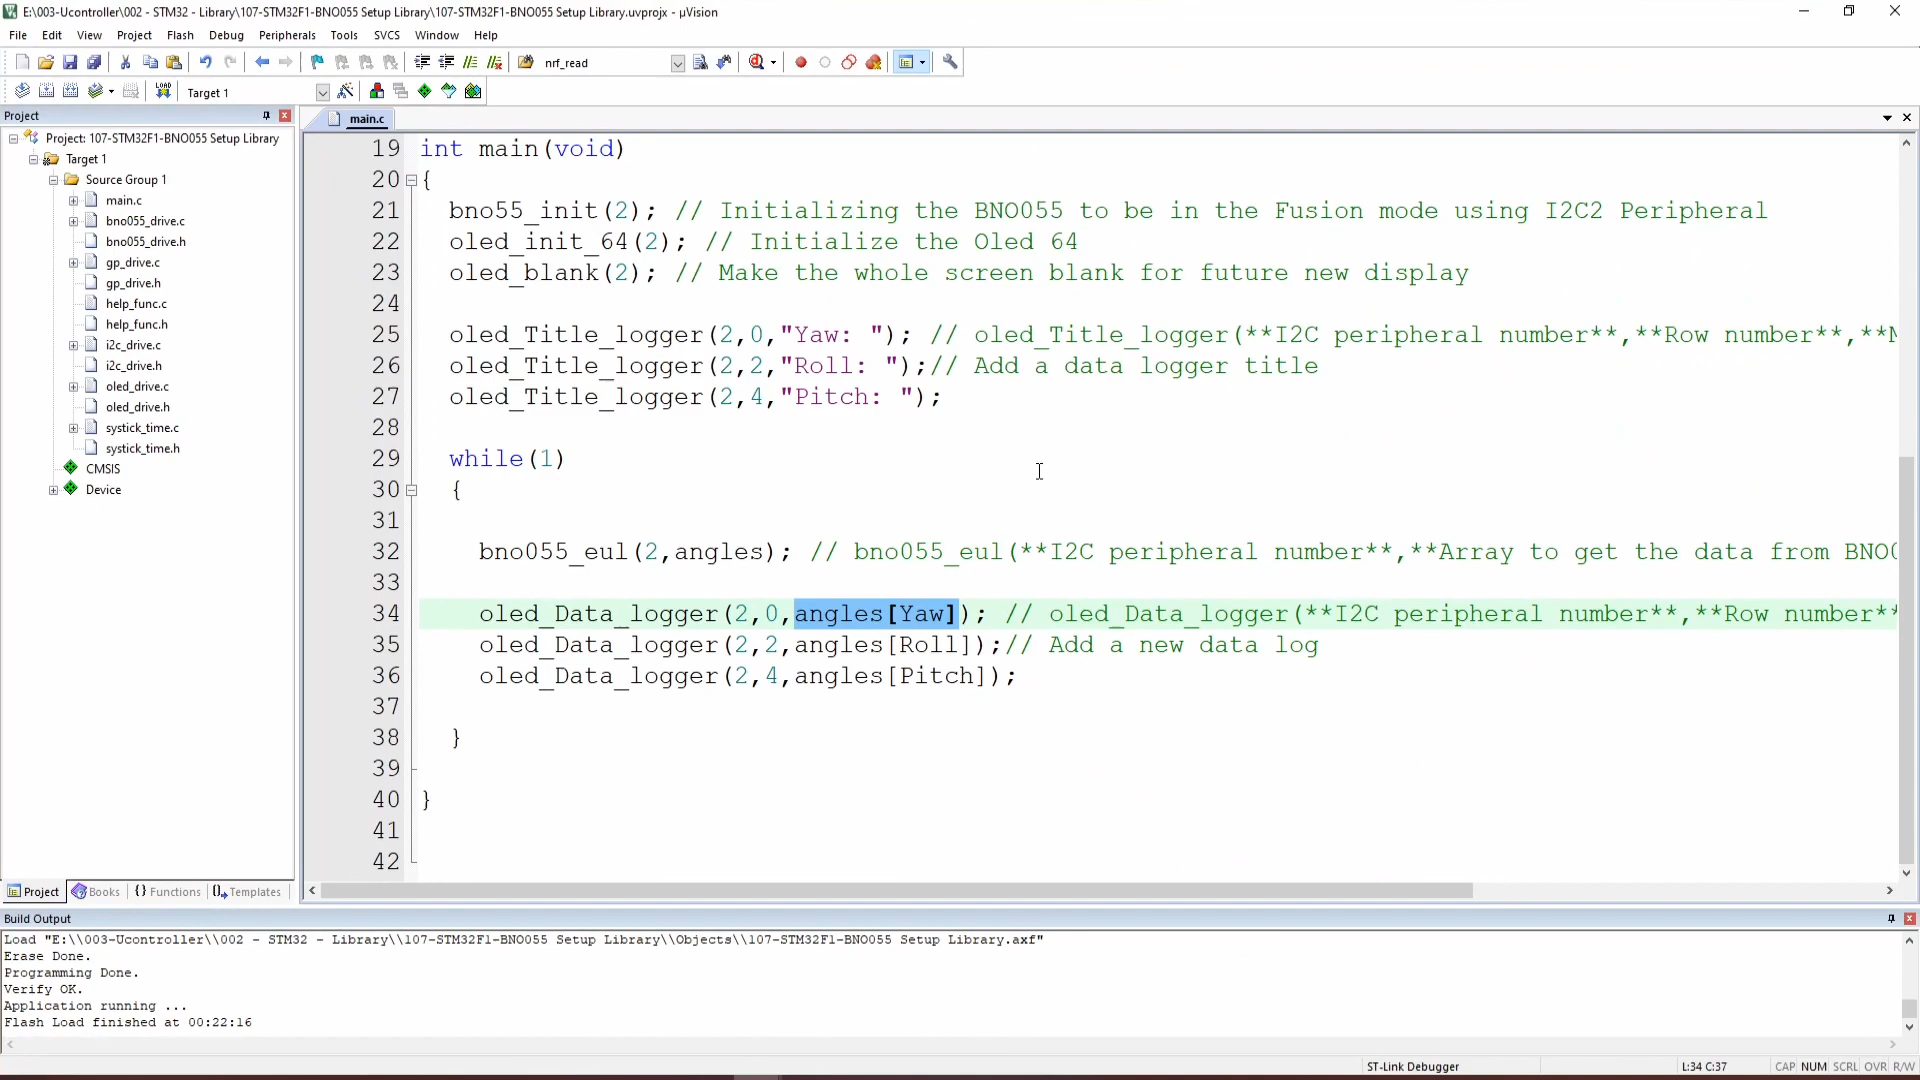 E:\003-Ucontroller\002 - STM32 - Library\107-STM32F1-BNO055 Setup Library\107-STM32F1-BNO055 Setup Library.uvprojx - µVision
File Edit View Project Flash Debug Peripherals Tools SVCS Window Help
nrf_read
LOAD Target 1
Project
main.c
Project: 107-STM32F1-BNO055 Setup Library
Target 1
Source Group 1
main.c
bno055_drive.c
bno055_drive.h
gp_drive.c
gp_drive.h
help_func.c
help_func.h
i2c_drive.c
i2c_drive.h
oled_drive.c
oled_drive.h
systick_time.c
systick_time.h
CMSIS
Device
19 int main(void)
20 {
21 bno55_init(2); // Initializing the BNO055 to be in the Fusion mode using I2C2 Peripheral
22 oled_init_64(2); // Initialize the Oled 64
23 oled_blank(2); // Make the whole screen blank for future new display
24
25 oled_Title_logger(2,0,"Yaw: "); // oled_Title_logger(**I2C peripheral number**,**Row number**,**
26 oled_Title_logger(2,2,"Roll: ");// Add a data logger title
27 oled_Title_logger(2,4,"Pitch: ");
28
29 while(1)
30 {
31
32 bno055_eul(2,angles); // bno055_eul(**I2C peripheral number**,**Array to get the data from BNO
33
34 oled_Data_logger(2,0,angles[Yaw]); // oled_Data_logger(**I2C peripheral number**,**Row number**
35 oled_Data_logger(2,2,angles[Roll]);// Add a new data log
36 oled_Data_logger(2,4,angles[Pitch]);
37
38 }
39
40 }
41
42
Project Books {} Functions Templates
Build Output
Load "E:\\003-Ucontroller\\002 - STM32 - Library\\107-STM32F1-BNO055 Setup Library\\Objects\\107-STM32F1-BNO055 Setup Library.axf"
Erase Done.
Programming Done.
Verify OK.
Application running ...
Flash Load finished at 00:22:16
ST-Link Debugger L:34 C:37 CAP NUM SCRL OVR R/W